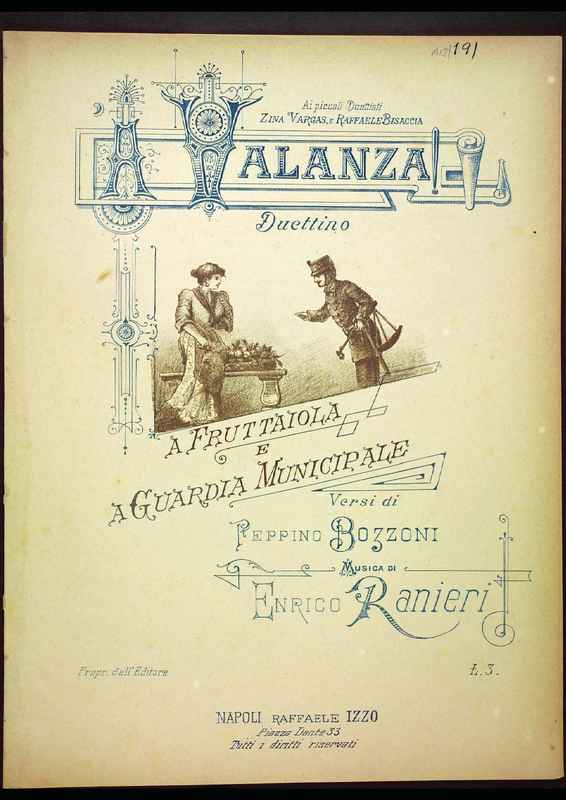 191
Ai piccoli Duettisti
ZINA VARGAS, E RAFFAELE BISACCIA
A VALANZA!
Duettino
A FRUTTAIOLA
E
A GUARDIA MUNICIPALE
Versi di
PEPPINO BOZZONI
MUSICA DI
ENRICO Ranieri
Propr. dell'Editore
L.3.
NAPOLI RAFFAELE IZZO
Piazza Dante 33
Tutti i diritti riservati